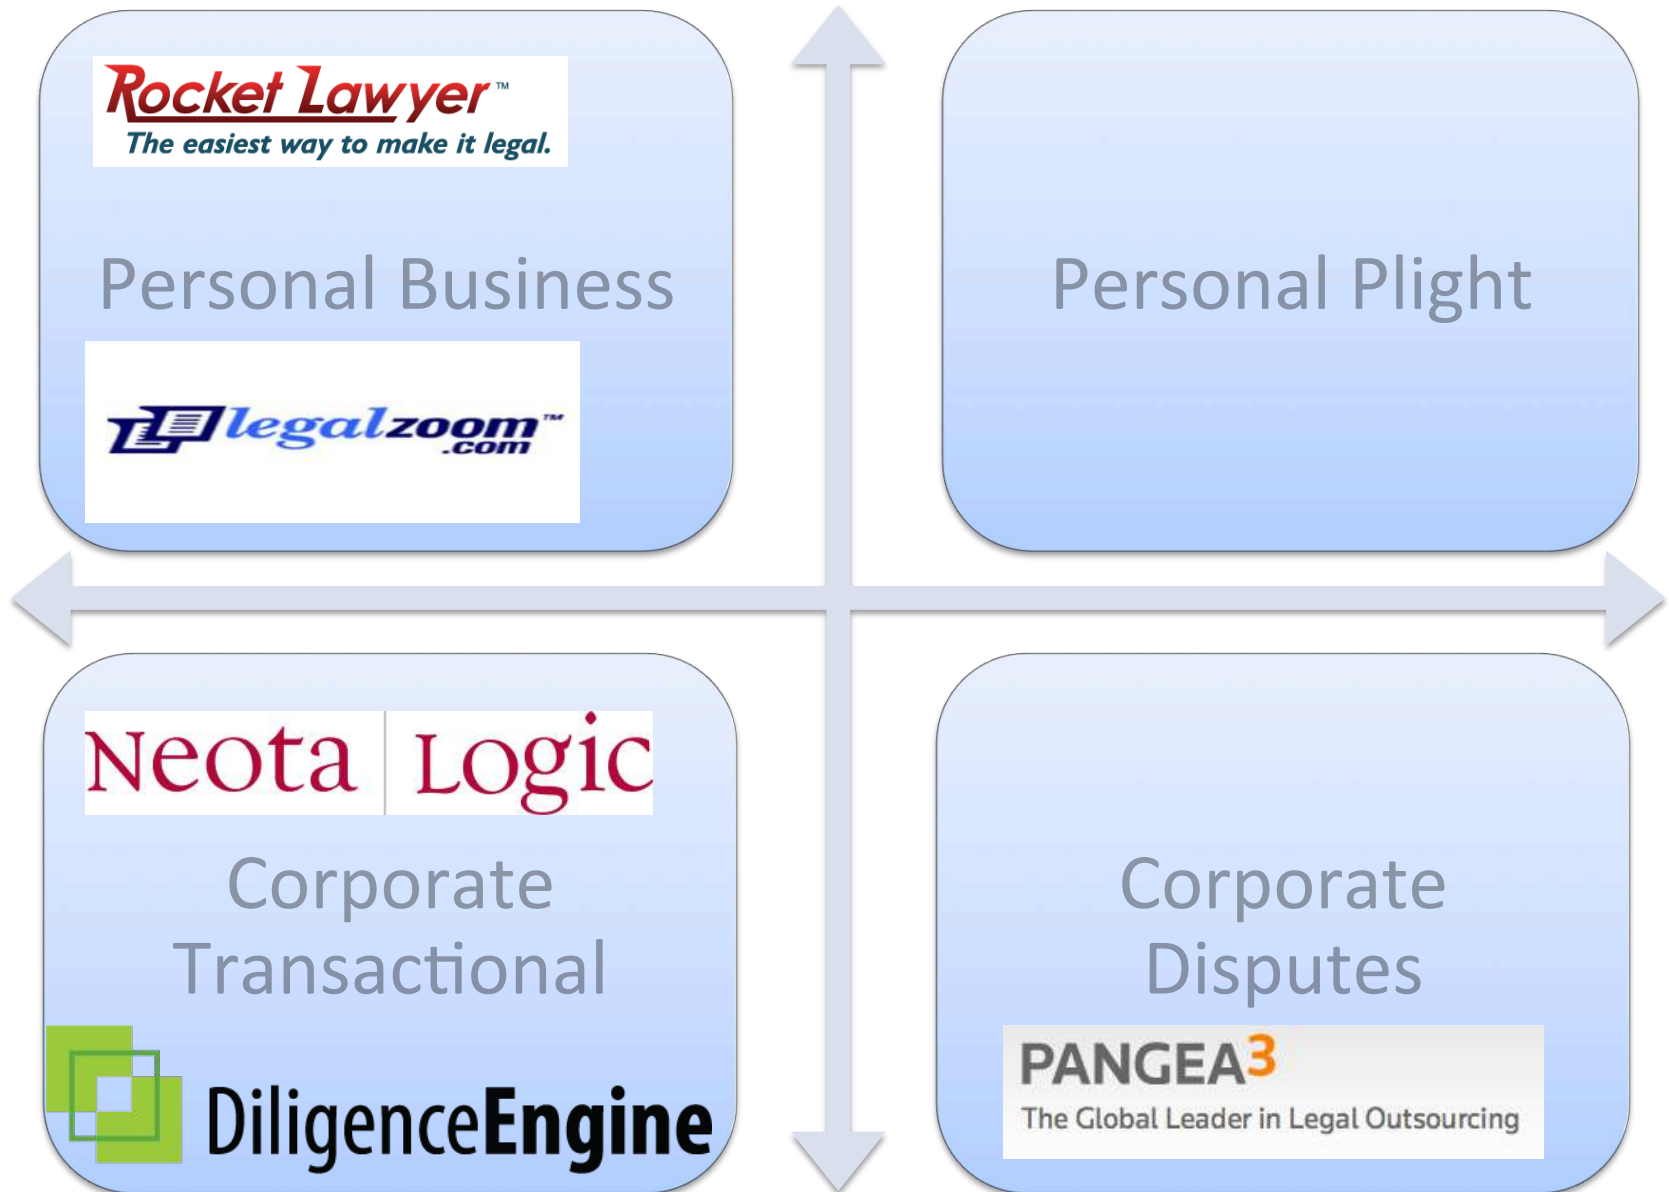 Rocket Lawyer™
The easiest way to make it legal.
Personal Business
legalzoom™
.com
Personal Plight
Neota | Logic
Corporate
Transactional
DiligenceEngine
Corporate
Disputes
PANGEA3
The Global Leader in Legal Outsourcing